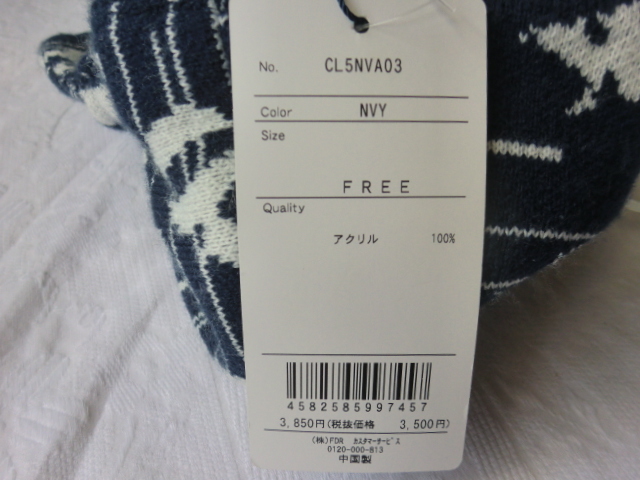 No. CL5NVA03
Color NVY
Size
FREE
Quality
アクリル 100%
4582585997457
3,850円(税抜価格 3,500円)
(株)FDR カスタマーサービス
0120-000-813
中国製